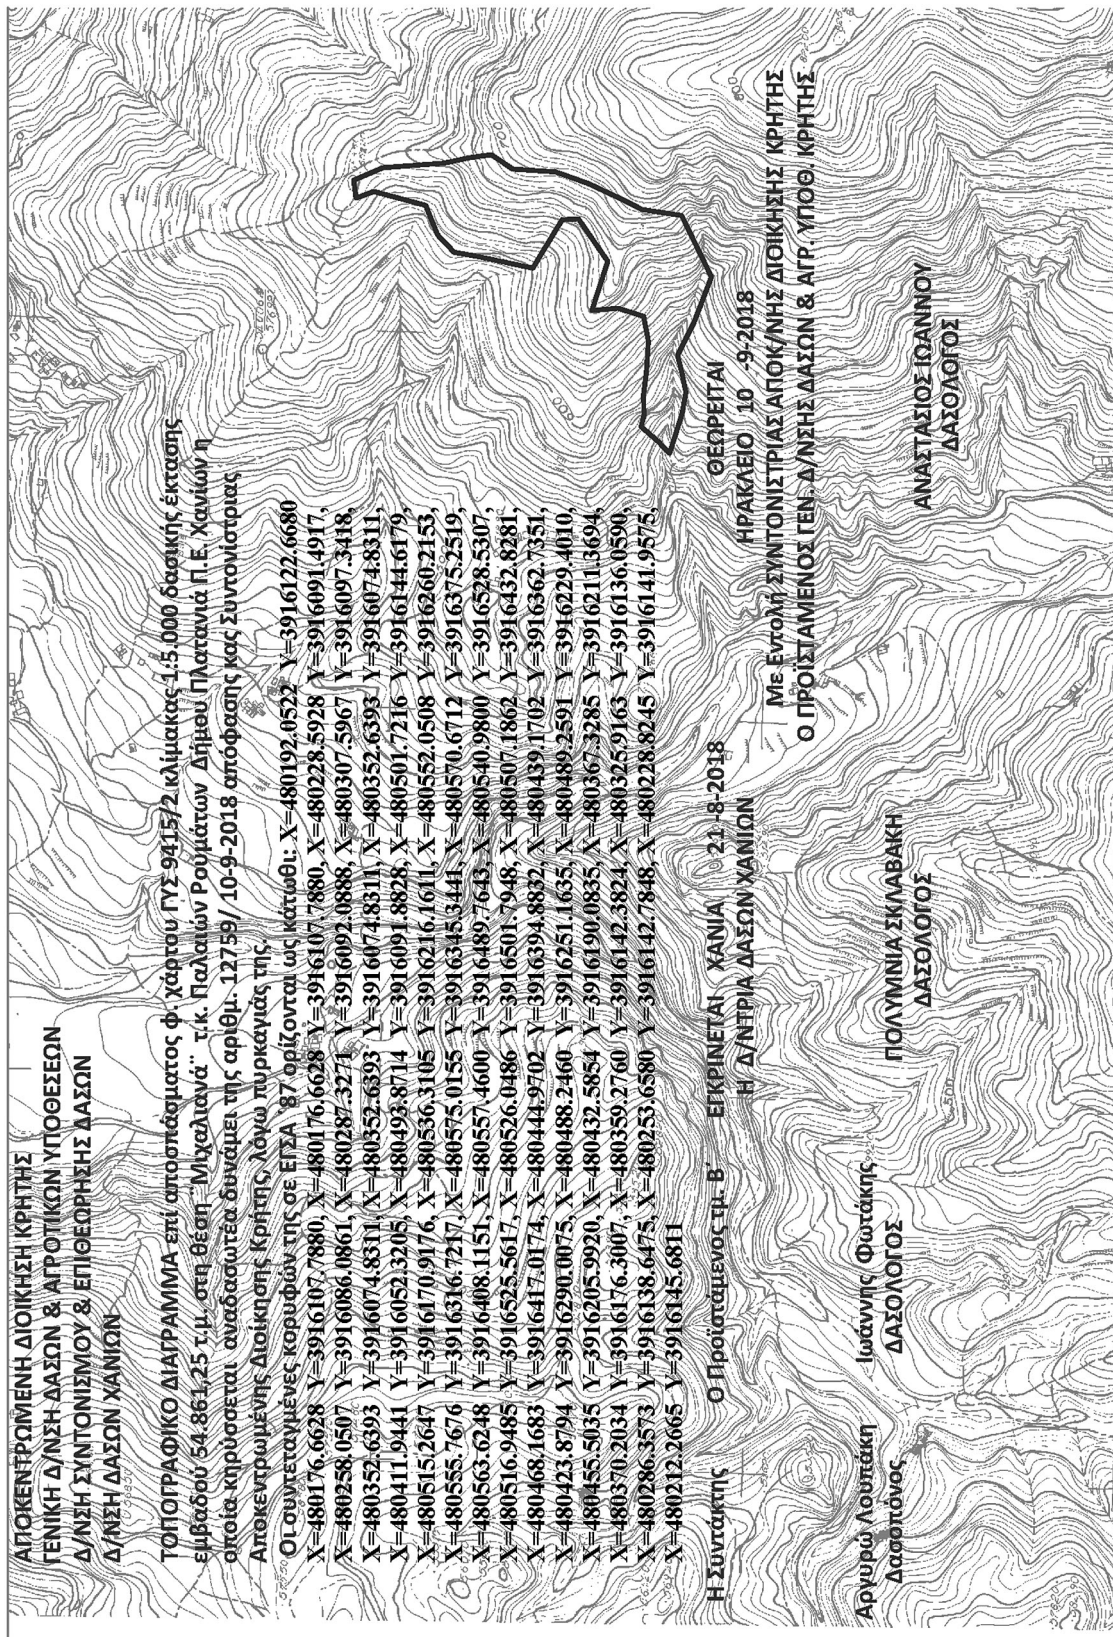 ΑΠΟΚΕΝΤΡΩΜΕΝΗ ΔΙΟΙΚΗΣΗ ΚΡΗΤΗΣ
ΓΕΝΙΚΗ Δ/ΝΣΗ ΔΑΣΩΝ & ΑΓΡΟΤΙΚΩΝ ΥΠΟΘΕΣΕΩΝ
Δ/ΝΣΗ ΣΥΝΤΟΝΙΣΜΟΥ & ΕΠΙΘΕΩΡΗΣΗΣ ΔΑΣΩΝ
Δ/ΝΣΗ ΔΑΣΩΝ ΧΑΝΙΩΝ
ΤΟΠΟΓΡΑΦΙΚΟ ΔΙΑΓΡΑΜΜΑ επί αποσπάσματος φ. χάρτου ΓΥΣ 9415/2 κλίμακας 1:5.000 δασικής έκτασης
εμβαδού 54.861,25 τ.μ. στη θέση "Μιχαλιανά" τ.κ. Παλαιών Ρουμάτων Δήμου Πλατανιά Π.Ε. Χανίων η
οποία κηρύσσεται αναδασωτέα δυνάμει της αριθμ. 12759/ 10-9-2018 απόφασης κας Συντονίστριας
Αποκεντρωμένης Διοίκησης Κρήτης, λόγω πυρκαγιάς της.
Οι συντεταγμένες κορυφών της σε ΕΓΣΑ '87 ορίζονται ως κάτωθι: X=480192.0522 Y=3916122.6680
X=480176.6628 Y=3916107.7880, X=480176.6628 Y=3916107.7880, X=480228.5928 Y=3916091.4917,
X=480258.0507 Y=3916086.0861, X=480287.3271 Y=3916092.0888, X=480307.5967 Y=3916097.3418,
X=480352.6393 Y=3916074.8311, X=480352.6393 Y=3916074.8311, X=480352.6393 Y=3916074.8311,
X=480411.9441 Y=3916052.3205, X=480493.8714 Y=3916091.8828, X=480501.7216 Y=3916144.6179,
X=480515.2647 Y=3916170.9176, X=480536.3105 Y=3916216.1611, X=480552.0508 Y=3916260.2153,
X=480555.7676 Y=3916316.7217, X=480575.0155 Y=3916345.3441, X=480570.6712 Y=3916375.2519,
X=480563.6248 Y=3916408.1151, X=480557.4600 Y=3916489.7643, X=480540.9800 Y=3916528.5307,
X=480516.9485 Y=3916525.5617, X=480526.0486 Y=3916501.7948, X=480507.1862 Y=3916432.8281,
X=480468.1683 Y=3916417.0174, X=480444.9702 Y=3916394.8832, X=480439.1702 Y=3916362.7351,
X=480423.8794 Y=3916290.0075, X=480488.2460 Y=3916251.1635, X=480489.2591 Y=3916229.4010,
X=480455.5035 Y=3916205.9920, X=480432.5854 Y=3916190.0835, X=480367.3285 Y=3916211.3694,
X=480370.2034 Y=3916176.3007, X=480359.2760 Y=3916142.3824, X=480325.9163 Y=3916136.0590,
X=480286.3573 Y=3916138.6475, X=480253.6580 Y=3916142.7848, X=480228.8245 Y=3916141.9575,
X=480212.2665 Y=3916145.6811
Η Συντάκτης Ο Προϊστάμενος τμ. Β΄ ΕΓΚΡΙΝΕΤΑΙ ΧΑΝΙΑ 21 -8-2018
Η Δ/ΝΤΡΙΑ ΔΑΣΩΝ ΧΑΝΙΩΝ
ΘΕΩΡΕΙΤΑΙ
ΗΡΑΚΛΕΙΟ 10 -9-2018
Με Εντολή ΣΥΝΤΟΝΙΣΤΡΙΑΣ ΑΠΟΚ/ΝΗΣ ΔΙΟΙΚΗΣΗΣ ΚΡΗΤΗΣ
Ο ΠΡΟΪΣΤΑΜΕΝΟΣ ΓΕΝ. Δ/ΝΣΗΣ ΔΑΣΩΝ & ΑΓΡ. ΥΠΟΘ. ΚΡΗΤΗΣ
Αργυρώ Λουπάκη Ιωάννης Φωτάκης ΠΟΛΥΜΝΙΑ ΣΚΛΑΒΑΚΗ ΑΝΑΣΤΑΣΙΟΣ ΙΩΑΝΝΟΥ
Δασοπόνος ΔΑΣΟΛΟΓΟΣ ΔΑΣΟΛΟΓΟΣ ΔΑΣΟΛΟΓΟΣ